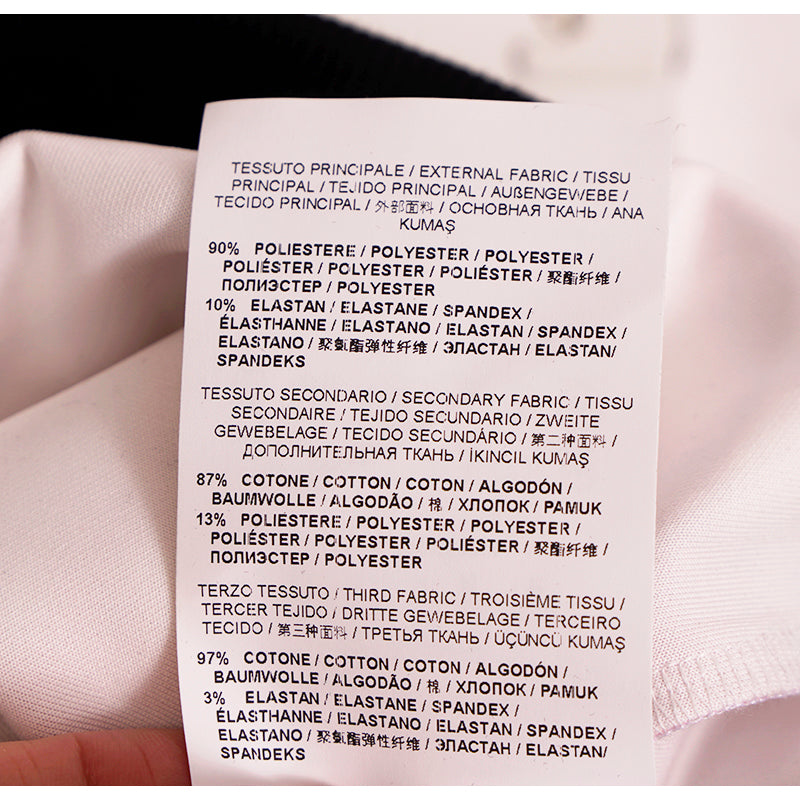 TESSUTO PRINCIPALE / EXTERNAL FABRIC / TISSU
PRINCIPAL / TEJIDO PRINCIPAL / AUßENGEWEBE /
TECIDO PRINCIPAL / 外部面料 / ОСНОВНАЯ ТКАНЬ / ANA
KUMAŞ
90% POLIESTERE / POLYESTER / POLYESTER /
POLIÉSTER / POLYESTER / POLIÉSTER / 聚酯纤维 /
ПОЛИЭСТЕР / POLYESTER
10% ELASTAN / ELASTANE / SPANDEX /
ÉLASTHANNE / ELASTANO / ELASTAN / SPANDEX /
ELASTANO / 聚氨酯弹性纤维 / ЭЛАСТАН / ELASTAN/
SPANDEKS
TESSUTO SECONDARIO / SECONDARY FABRIC / TISSU
SECONDAIRE / TEJIDO SECUNDARIO / ZWEITE
GEWEBELAGE / TECIDO SECUNDÁRIO / 第二种面料 /
ДОПОЛНИТЕЛЬНАЯ ТКАНЬ / İKINCIL KUMAŞ
87% COTONE / COTTON / COTON / ALGODÓN /
BAUMWOLLE / ALGODÃO / 棉 / ХЛОПОК / PAMUK
13% POLIESTERE / POLYESTER / POLYESTER /
POLIÉSTER / POLYESTER / POLIÉSTER / 聚酯纤维 /
ПОЛИЭСТЕР / POLYESTER
TERZO TESSUTO / THIRD FABRIC / TROISIÈME TISSU /
TERCER TEJIDO / DRITTE GEWEBELAGE / TERCEIRO
TECIDO / 第三种面料 / ТРЕТЬЯ ТКАНЬ / ÜÇÜNCÜ KUMAŞ
97% COTONE / COTTON / COTON / ALGODÓN /
BAUMWOLLE / ALGODÃO / 棉 / ХЛОПОК / PAMUK
3% ELASTAN / ELASTANE / SPANDEX /
ÉLASTHANNE / ELASTANO / ELASTAN / SPANDEX /
ELASTANO / 聚氨酯弹性纤维 / ЭЛАСТАН / ELASTAN/
SPANDEKS